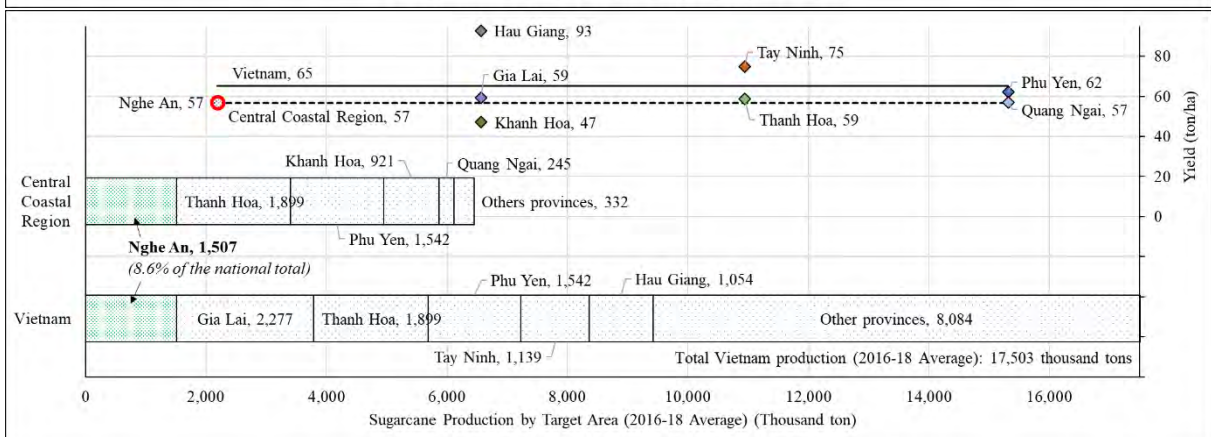 Hau Giang, 93
Tay Ninh, 75
80
Vietnam, 65
Gia Lai, 59
Phu Yen, 62
Nghe An, 57
60
Central Coastal Region, 57
Quang Ngai, 57
Khanh Hoa, 47
Thanh Hoa, 59
40
Yield (ton/ha)
Khanh Hoa, 921
Quang Ngai, 245
20
Central
Coastal
Region
Thanh Hoa, 1,899
Others provinces, 332
0
Phu Yen, 1,542
Nghe An, 1,507
(8.6% of the national total)
Phu Yen, 1,542
Hau Giang, 1,054
Vietnam
Gia Lai, 2,277
Thanh Hoa, 1,899
Other provinces, 8,084
Tay Ninh, 1,139
Total Vietnam production (2016-18 Average): 17,503 thousand tons
0 2,000 4,000 6,000 8,000 10,000 12,000 14,000 16,000
Sugarcane Production by Target Area (2016-18 Average) (Thousand ton)